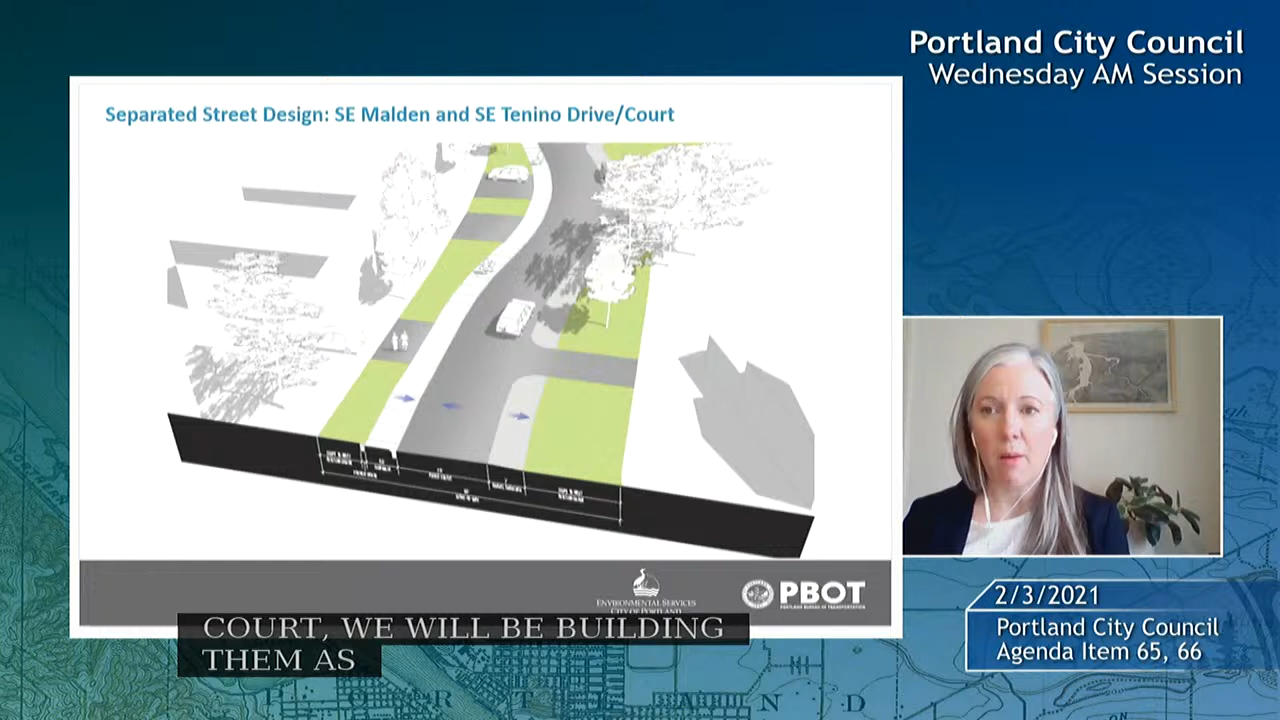 Portland City Council
Wednesday AM Session
Separated Street Design: SE Malden and SE Tenino Drive/Court
ENVIRONMENTAL SERVICES
CITY OF PORTLAND
PBOT
PORTLAND BUREAU OF TRANSPORTATION
COURT, WE WILL BE BUILDING
THEM AS
2/3/2021
Portland City Council
Agenda Item 65, 66